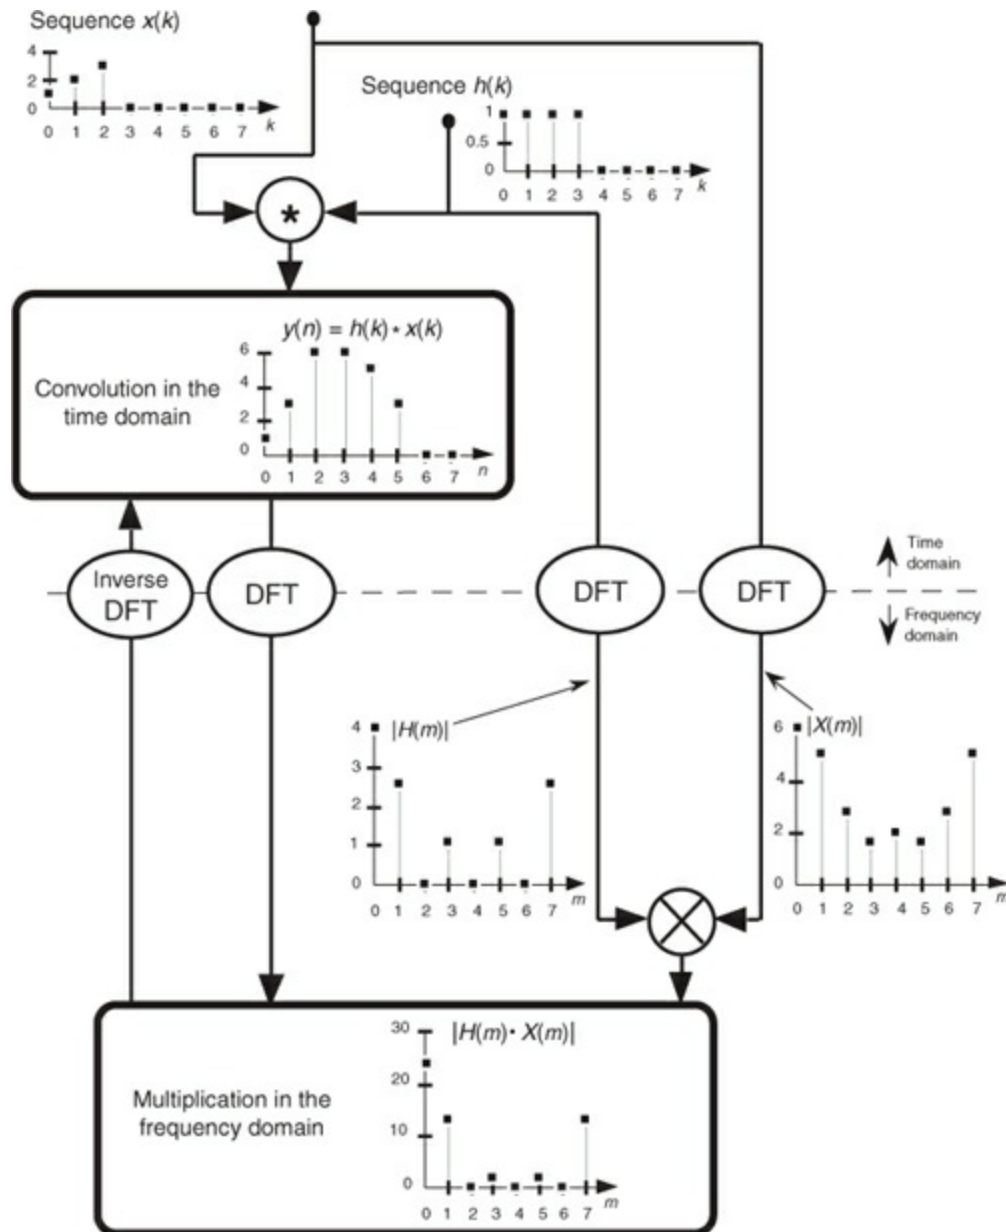 Sequence x(k)
4
2
0
0 1 2 3 4 5 6 7 k
Sequence h(k)
1
0.5
0
0 1 2 3 4 5 6 7 k
*
y(n) = h(k) * x(k)
6
4
2
0
0 1 2 3 4 5 6 7 n
Convolution in the
time domain
Inverse
DFT
DFT
DFT
DFT
Time
domain
Frequency
domain
|H(m)|
4
3
2
1
0
0 1 2 3 4 5 6 7 m
|X(m)|
6
4
2
0
0 1 2 3 4 5 6 7 m
|H(m) · X(m)|
30
20
10
0
0 1 2 3 4 5 6 7 m
Multiplication in the
frequency domain